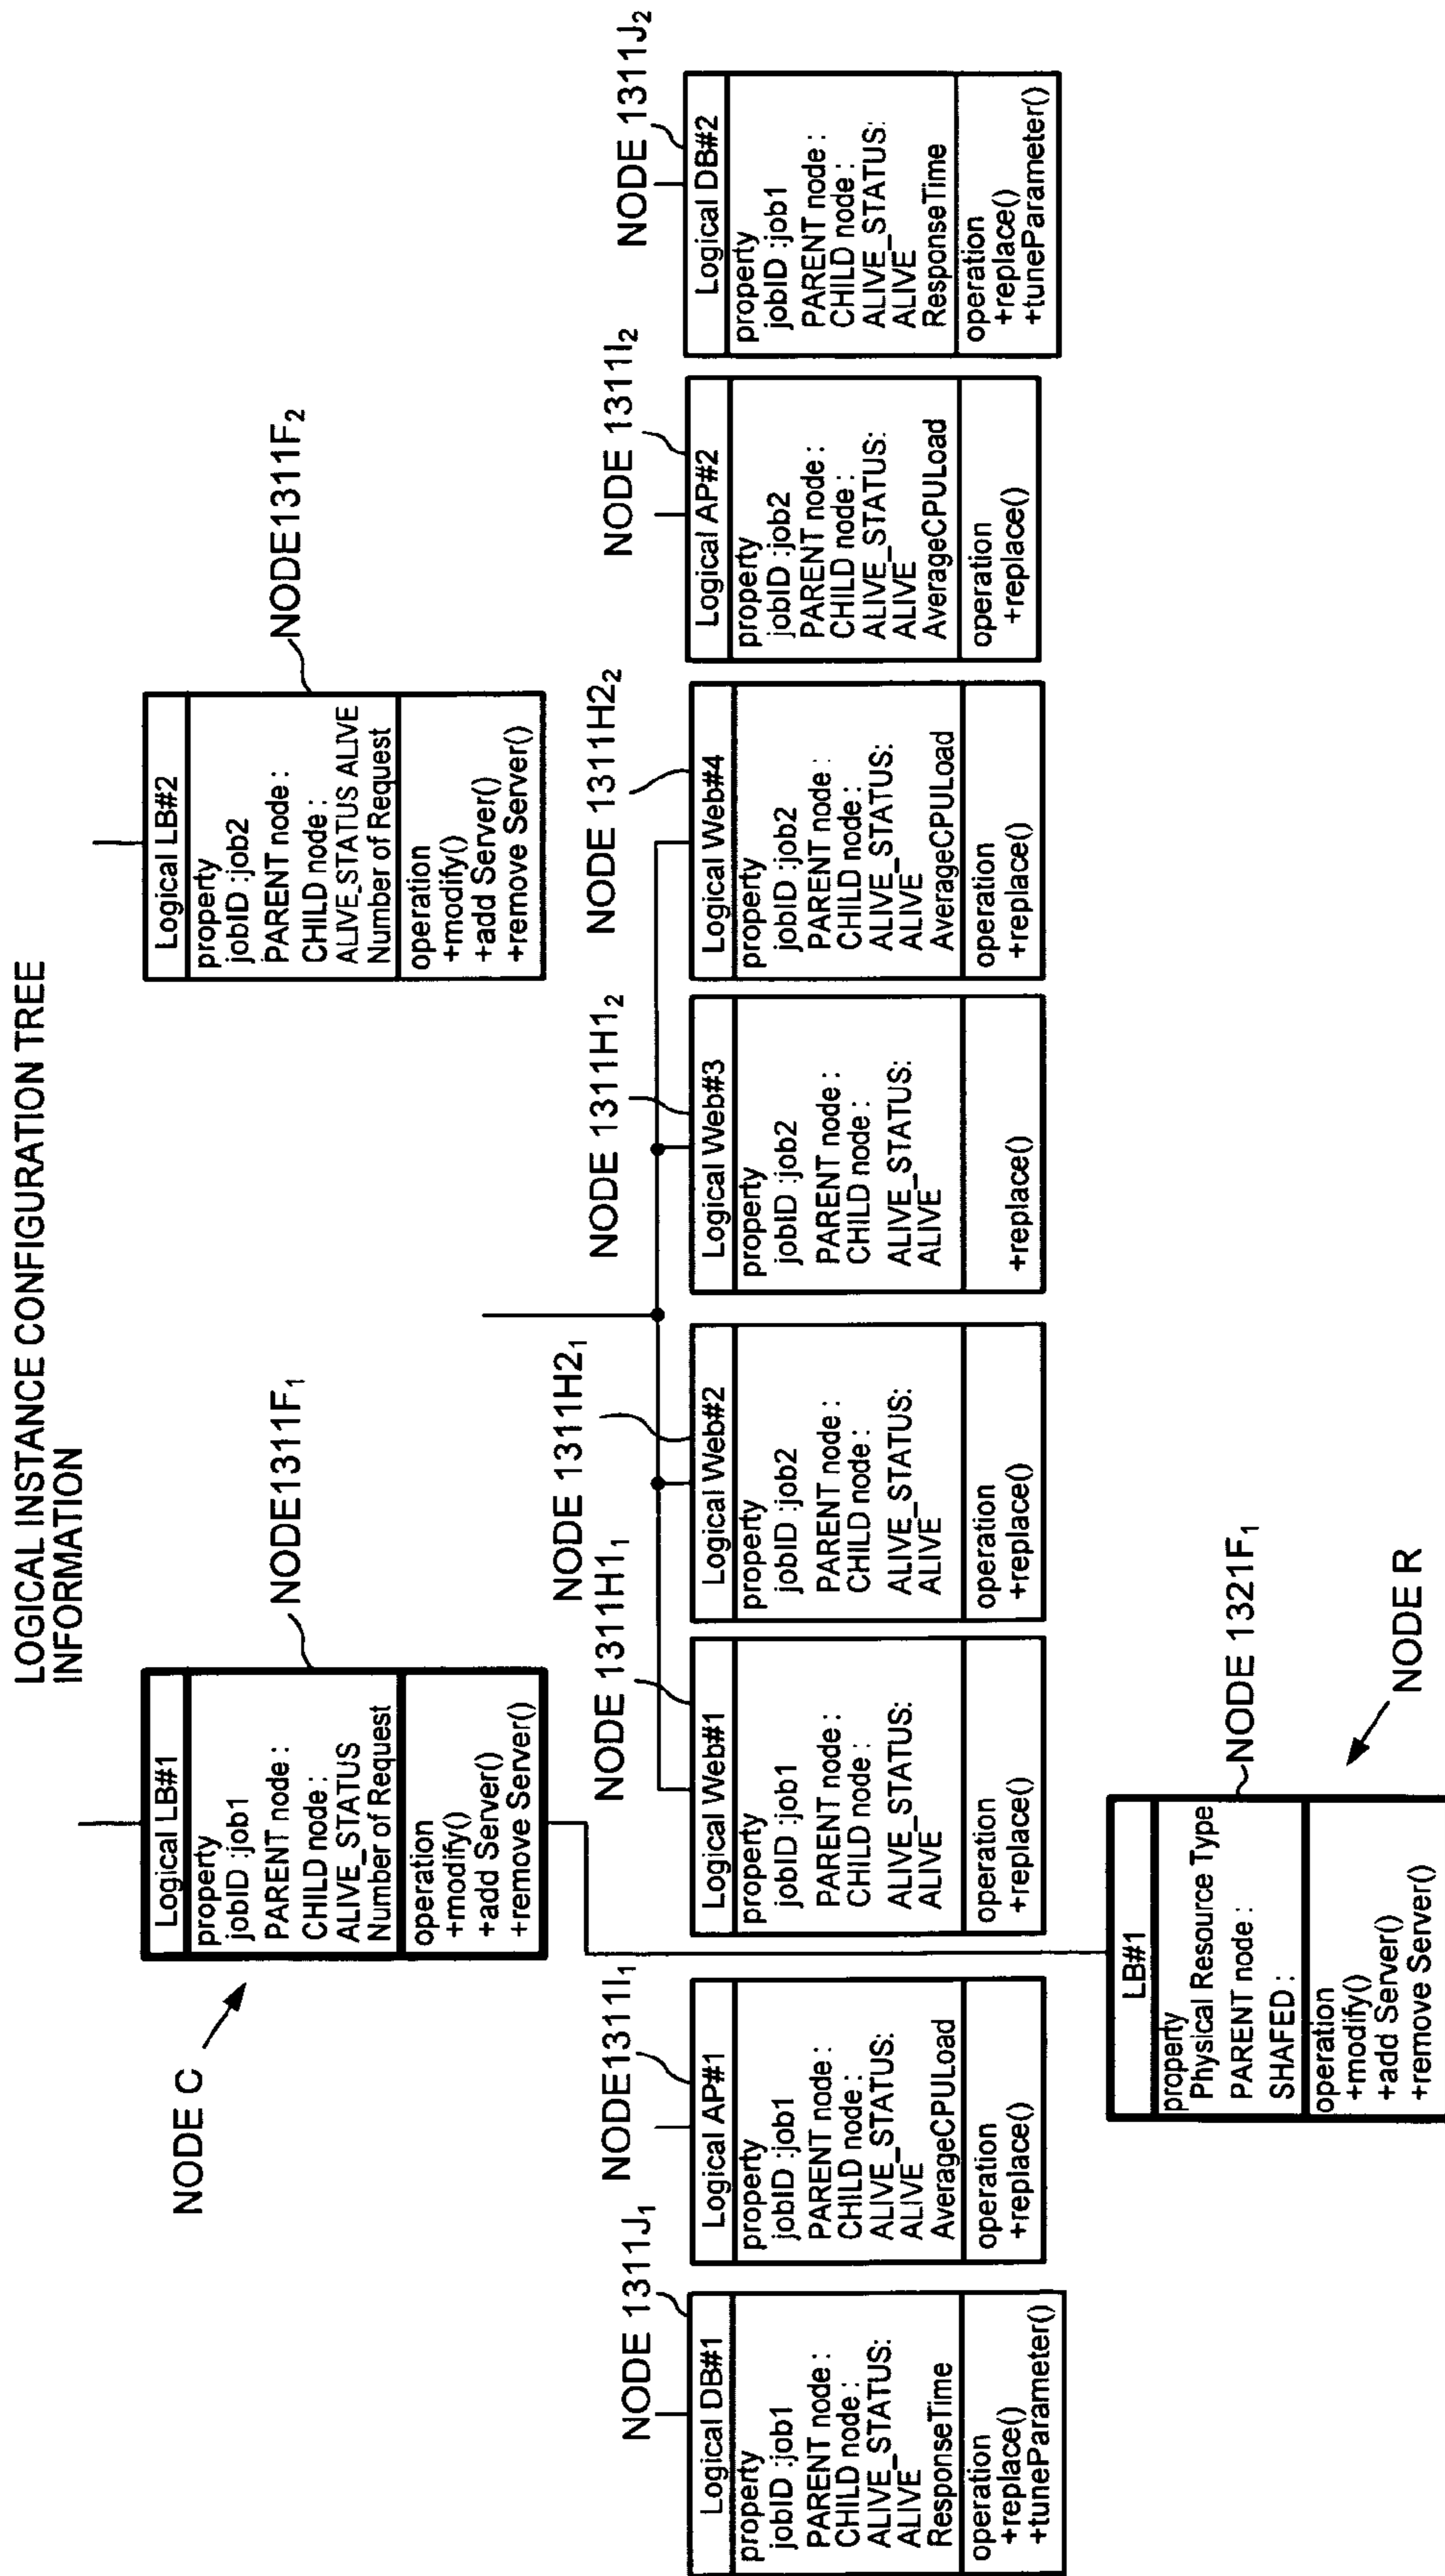 LOGICAL INSTANCE CONFIGURATION TREE
INFORMATION
NODE C
Logical LB#1
property
jobID :job1
PARENT node :
CHILD node :
ALIVE_STATUS
Number of Request
operation
+modify()
+add Server()
+remove Server()
NODE1311F₁
Logical LB#2
property
jobID :job2
PARENT node :
CHILD node :
ALIVE_STATUS ALIVE
Number of Request
operation
+modify()
+add Server()
+remove Server()
NODE1311F₂
NODE 1311J₁
Logical DB#1
property
jobID :job1
PARENT node :
CHILD node :
ALIVE_STATUS:
ALIVE
ResponseTime
operation
+replace()
+tuneParameter()
NODE1311I₁
Logical AP#1
property
jobID :job1
PARENT node :
CHILD node :
ALIVE_STATUS:
ALIVE
AverageCPULoad
operation
+replace()
NODE 1311H1₁
Logical Web#1
property
jobID :job1
PARENT node :
CHILD node :
ALIVE_STATUS:
ALIVE
operation
+replace()
NODE 1311H2₁
Logical Web#2
property
jobID :job2
PARENT node :
CHILD node :
ALIVE_STATUS:
ALIVE
operation
+replace()
NODE 1311H1₂
Logical Web#3
property
jobID :job2
PARENT node :
CHILD node :
ALIVE_STATUS:
ALIVE
+replace()
NODE 1311H2₂
Logical Web#4
property
jobID :job2
PARENT node :
CHILD node :
ALIVE_STATUS:
ALIVE
AverageCPULoad
operation
+replace()
NODE 1311I₂
Logical AP#2
property
jobID :job2
PARENT node :
CHILD node :
ALIVE_STATUS:
ALIVE
AverageCPULoad
operation
+replace()
NODE 1311J₂
Logical DB#2
property
jobID :job1
PARENT node :
CHILD node :
ALIVE_STATUS:
ALIVE
ResponseTime
operation
+replace()
+tuneParameter()
LB#1
property
Physical Resource Type
PARENT node :
SHAFED :
operation
+modify()
+add Server()
+remove Server()
NODE 1321F₁
NODE R